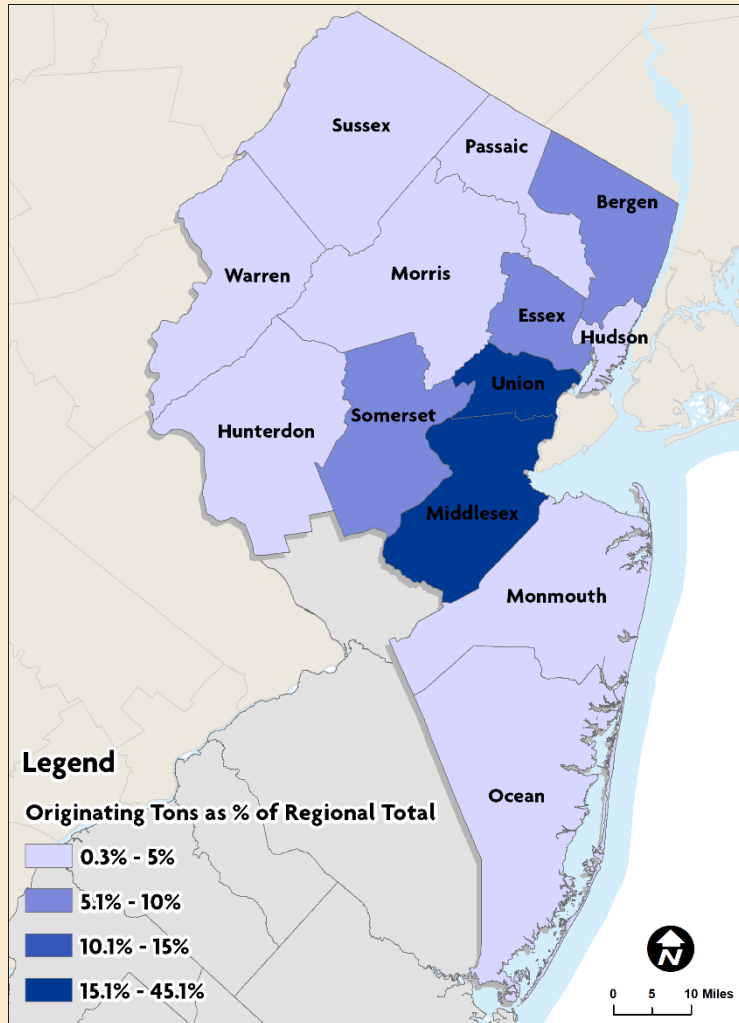 Sussex
Passaic
Bergen
Warren
Morris
Essex
Hudson
Union
Somerset
Hunterdon
Middlesex
Monmouth
Ocean
Legend
Originating Tons as % of Regional Total
0.3% - 5%
5.1% - 10%
10.1% - 15%
15.1% - 45.1%
N
0 5 10 Miles